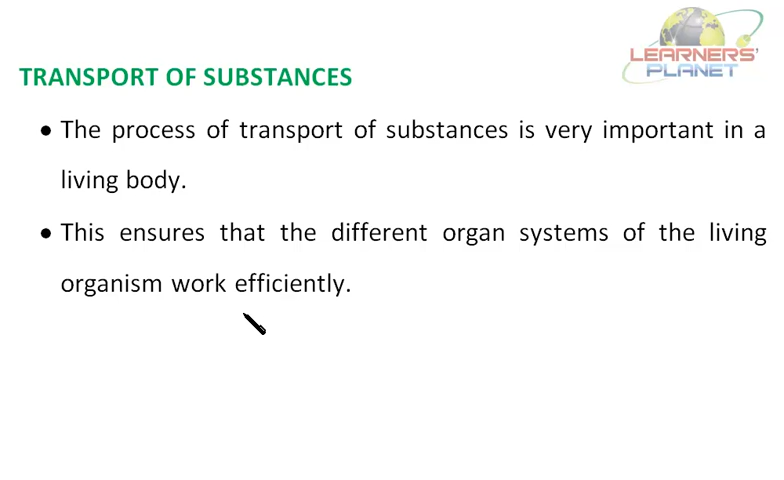 LEARNERS'
PLANET
TRANSPORT OF SUBSTANCES
• The process of transport of substances is very important in a
living body.
• This ensures that the different organ systems of the living
organism work efficiently.